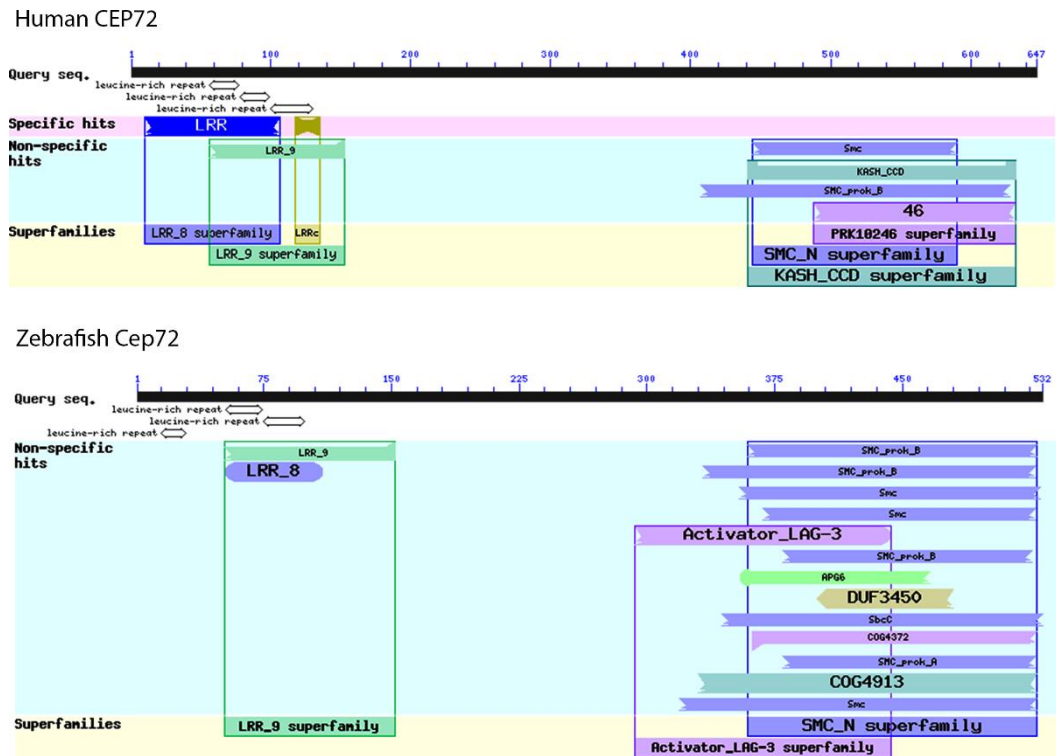 Human CEP72
1 100 200 300 400 500 600 647
Query seq.
leucine-rich repeat
leucine-rich repeat
leucine-rich repeat
Specific hits
LRR
Non-specific
hits
LRR_9
Smc
KASH_CCD
SMC_prok_B
46
Superfamilies
LRR_8 superfamily
LRRc
PRK10246 superfamily
LRR_9 superfamily
SMC_N superfamily
KASH_CCD superfamily
Zebrafish Cep72
1 75 150 225 300 375 450 532
Query seq.
leucine-rich repeat
leucine-rich repeat
leucine-rich repeat
Non-specific
hits
LRR_9
SMC_prok_B
LRR_8
SMC_prok_B
Smc
Smc
Activator_LAG-3
SMC_prok_B
APG6
DUF3450
SbcC
COG4372
SMC_prok_A
COG4913
Smc
Superfamilies
LRR_9 superfamily
SMC_N superfamily
Activator_LAG-3 superfamily